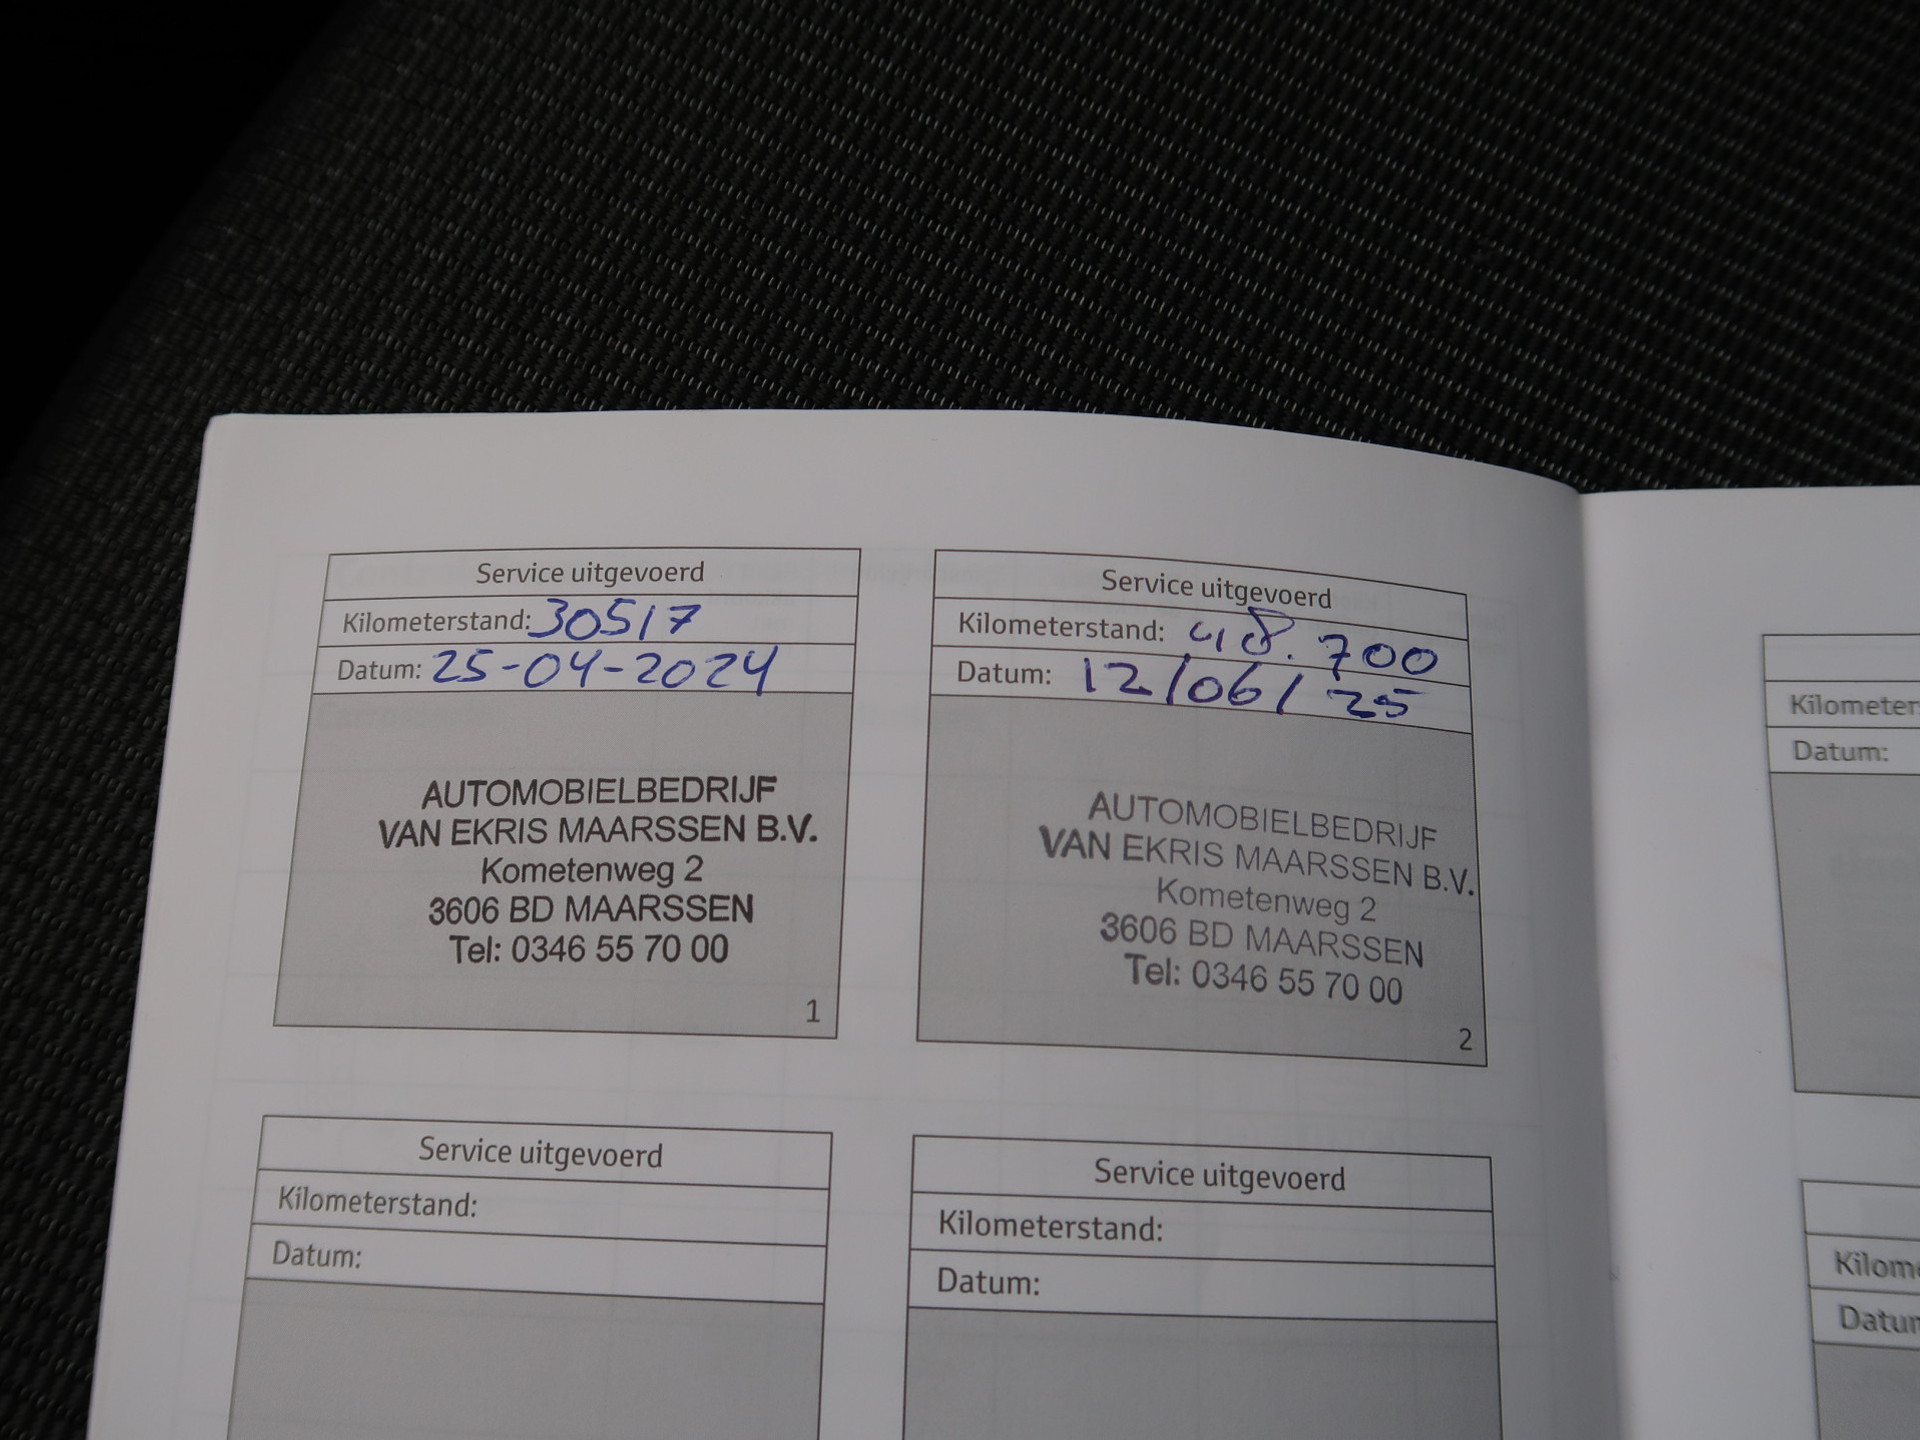 Service uitgevoerd
Kilometerstand: 30517
Datum: 25-04-2024
AUTOMOBIELBEDRIJF
VAN EKRIS MAARSSEN B.V.
Kometenweg 2
3606 BD MAARSSEN
Tel: 0346 55 70 00
1
Service uitgevoerd
Kilometerstand: 48.700
Datum: 12/06/25
AUTOMOBIELBEDRIJF
VAN EKRIS MAARSSEN B.V.
Kometenweg 2
3606 BD MAARSSEN
Tel: 0346 55 70 00
2
Service uitgevoerd
Kilometerstand:
Datum:
Service uitgevoerd
Kilometerstand:
Datum:
Kilometer
Datum:
Kilom
Datu